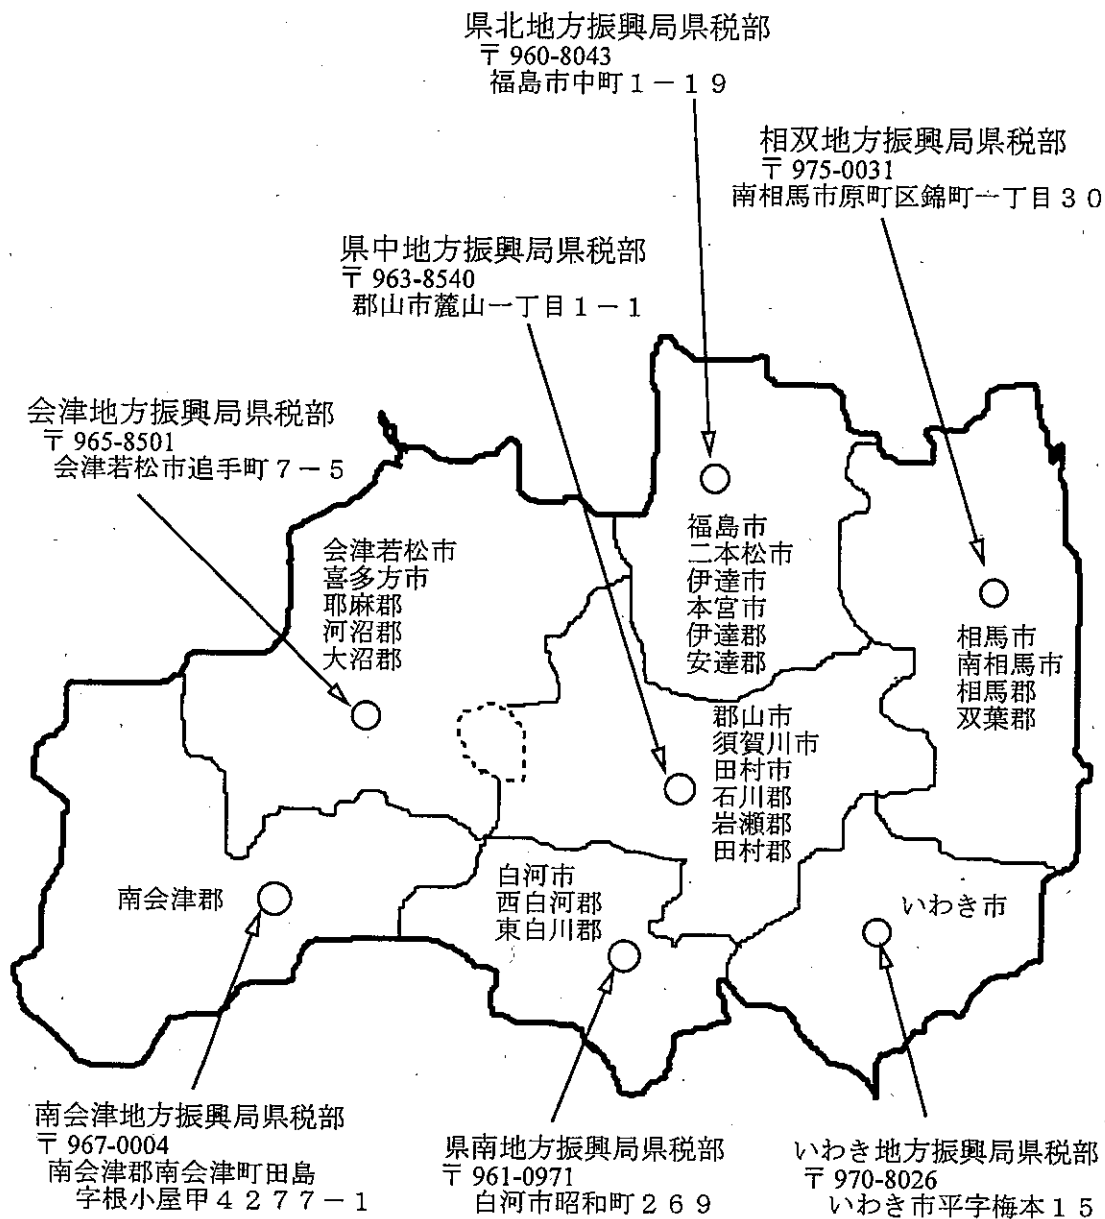 県北地方振興局県税部
〒960-8043
福島市中町1－19
相双地方振興局県税部
〒975-0031
南相馬市原町区錦町一丁目30
県中地方振興局県税部
〒963-8540
郡山市麓山一丁目1－1
会津地方振興局県税部
〒965-8501
会津若松市追手町7－5
福島市
二本松市
伊達市
本宮市
伊達郡
安達郡
会津若松市
喜多方市
耶麻郡
河沼郡
大沼郡
相馬市
南相馬市
相馬郡
双葉郡
郡山市
須賀川市
田村市
石川郡
岩瀬郡
田村郡
南会津郡
白河市
西白河郡
東白川郡
いわき市
南会津地方振興局県税部
〒967-0004
南会津郡南会津町田島
字根小屋甲4277－1
県南地方振興局県税部
〒961-0971
白河市昭和町269
いわき地方振興局県税部
〒970-8026
いわき市平字梅本15